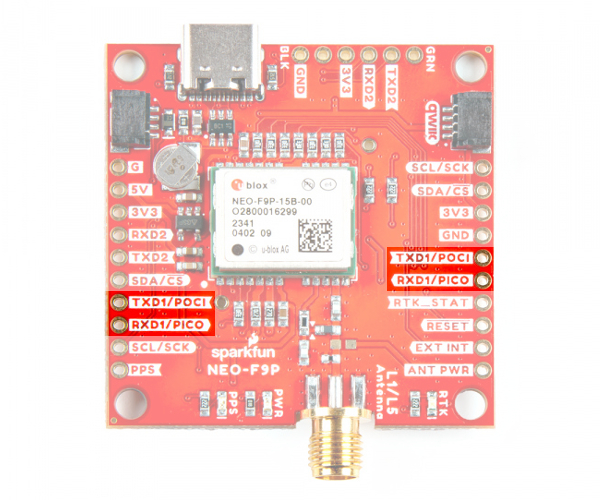 BLK
GND
3V3
RXD2
TXD2
GRN
QWIIC
G
5V
3V3
RXD2
TXD2
SDA/CS
TXD1/POCI
RXD1/PICO
SCL/SCK
PPS
u blox
NEO-F9P-15B-00
O2800016299
2341
0402 09
© u-blox AG
SCL/SCK
SDA/CS
3V3
GND
TXD1/POCI
RXD1/PICO
RTK_STAT
RESET
EXT INT
ANT PWR
sparkfun
NEO-F9P
PPS
PWR
L1/L5
Antenna
RTK